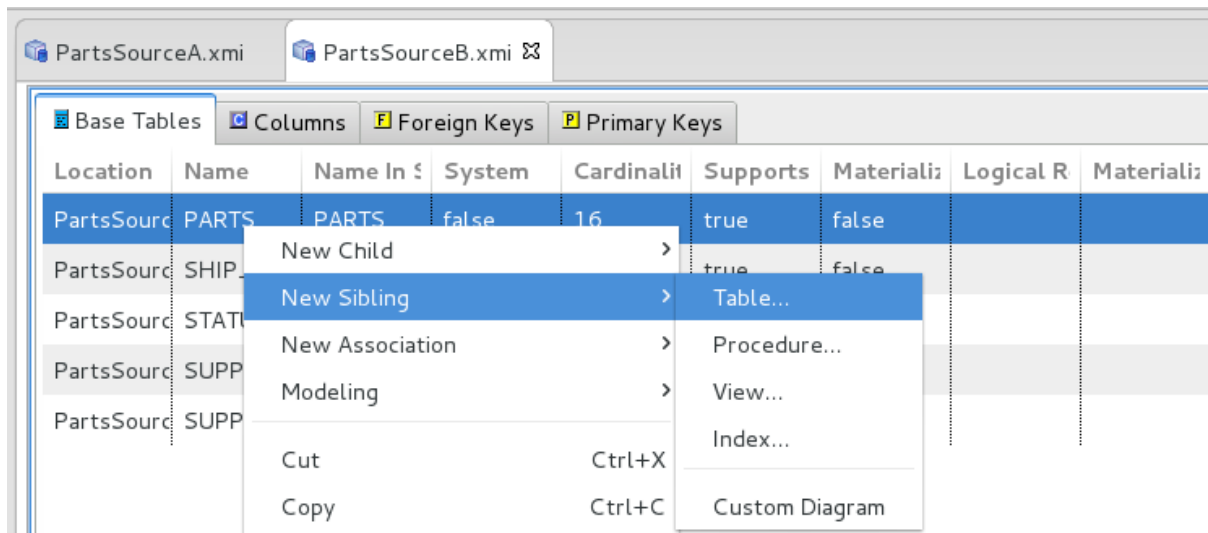 PartsSourceA.xmi PartsSourceB.xmi
Base Tables Columns Foreign Keys Primary Keys
Location Name Name In S System Cardinalit Supports Materializ Logical R Materializ
PartsSourc PARTS PARTS false 16 true false
PartsSourc SHIP_ true false
PartsSourc STATU
PartsSourc SUPP
PartsSourc SUPP
New Child
New Sibling
New Association
Modeling
Cut Ctrl+X
Copy Ctrl+C
Table...
Procedure...
View...
Index...
Custom Diagram